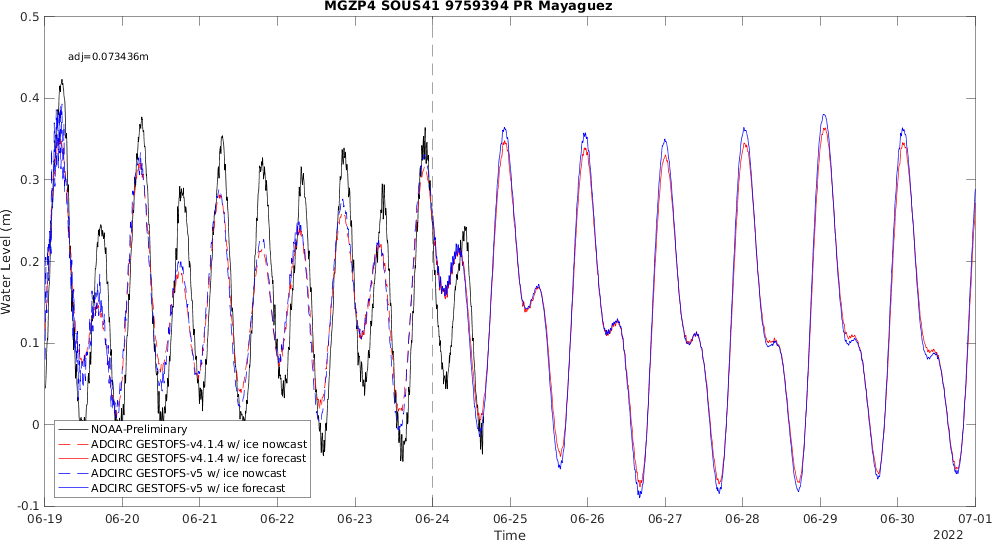 MGZP4 SOUS41 9759394 PR Mayaguez
adj=0.073436m
0.5
0.4
0.3
0.2
0.1
0
-0.1
Water Level (m)
NOAA-Preliminary
ADCIRC GESTOFS-v4.1.4 w/ ice nowcast
ADCIRC GESTOFS-v4.1.4 w/ ice forecast
ADCIRC GESTOFS-v5 w/ ice nowcast
ADCIRC GESTOFS-v5 w/ ice forecast
06-19 06-20 06-21 06-22 06-23 06-24 06-25 06-26 06-27 06-28 06-29 06-30 07-01
Time
2022